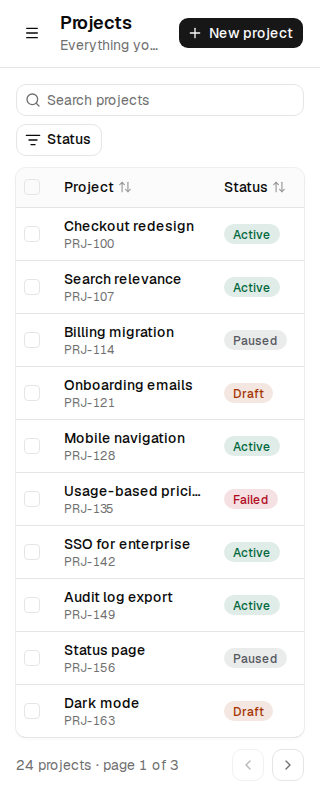 Projects
Everything yo…
New project
Search projects
Status
Project Status
Checkout redesign Active
PRJ-100
Search relevance Active
PRJ-107
Billing migration Paused
PRJ-114
Onboarding emails Draft
PRJ-121
Mobile navigation Active
PRJ-128
Usage-based prici… Failed
PRJ-135
SSO for enterprise Active
PRJ-142
Audit log export Active
PRJ-149
Status page Paused
PRJ-156
Dark mode Draft
PRJ-163
24 projects · page 1 of 3